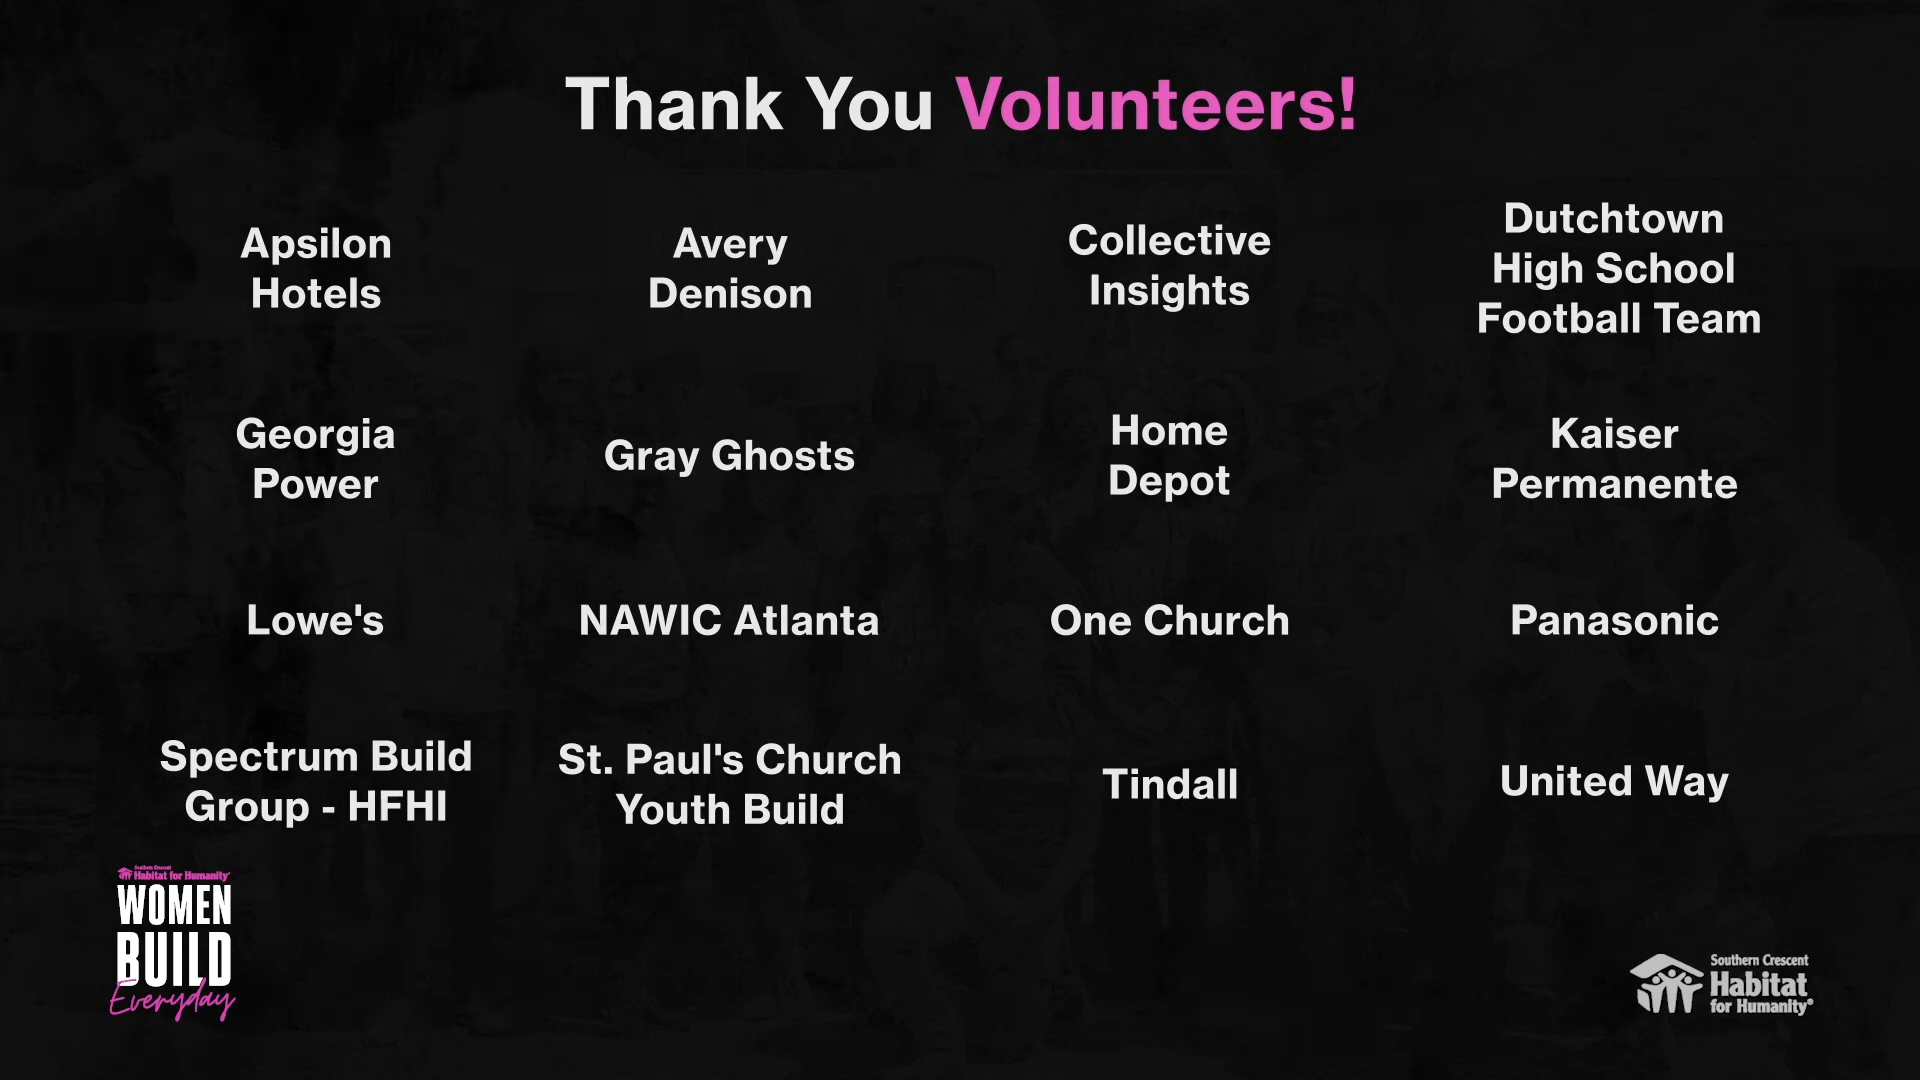 Thank You Volunteers!
Apsilon
Hotels
Avery
Denison
Collective
Insights
Dutchtown
High School
Football Team
Georgia
Power
Gray Ghosts
Home
Depot
Kaiser
Permanente
Lowe's
NAWIC Atlanta
One Church
Panasonic
Spectrum Build
Group - HFHI
St. Paul's Church
Youth Build
Tindall
United Way
Southern Crescent
Habitat for Humanity®
WOMEN
BUILD
Everyday
Southern Crescent
Habitat
for Humanity®